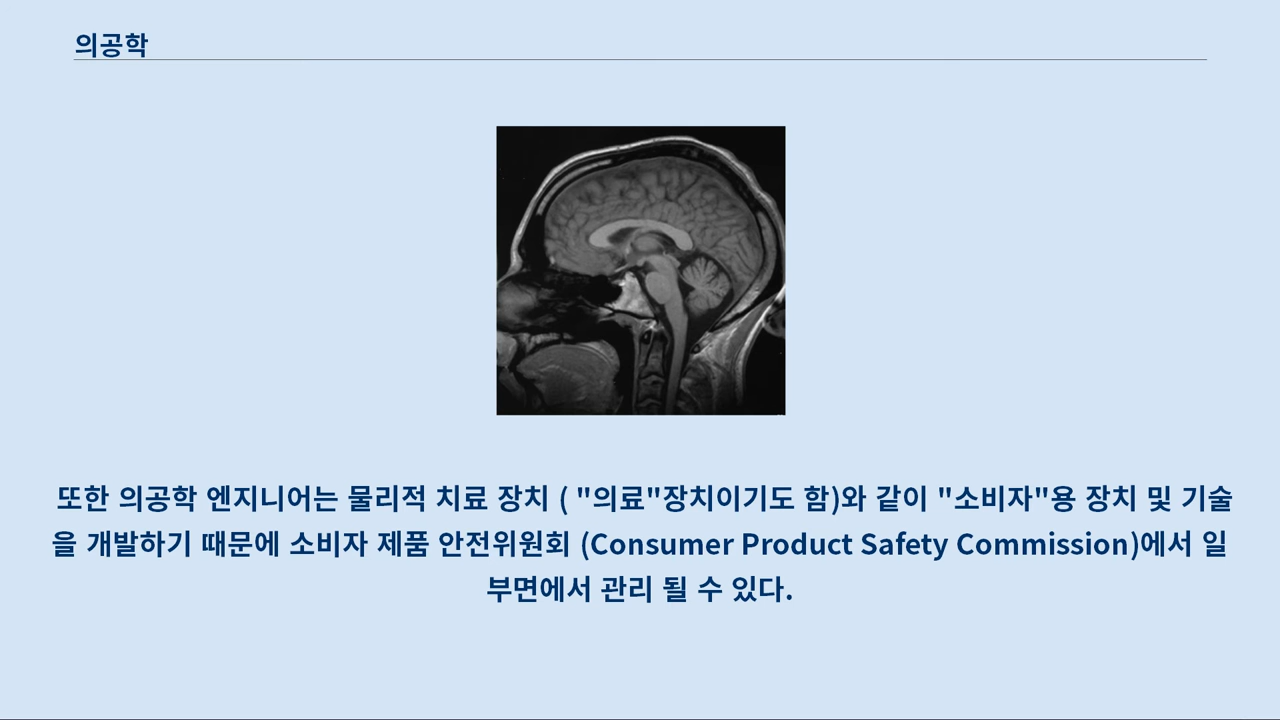 의공학
또한 의공학 엔지니어는 물리적 치료 장치 ( "의료"장치이기도 함)와 같이 "소비자"용 장치 및 기술
을 개발하기 때문에 소비자 제품 안전위원회 (Consumer Product Safety Commission)에서 일
부면에서 관리 될 수 있다.